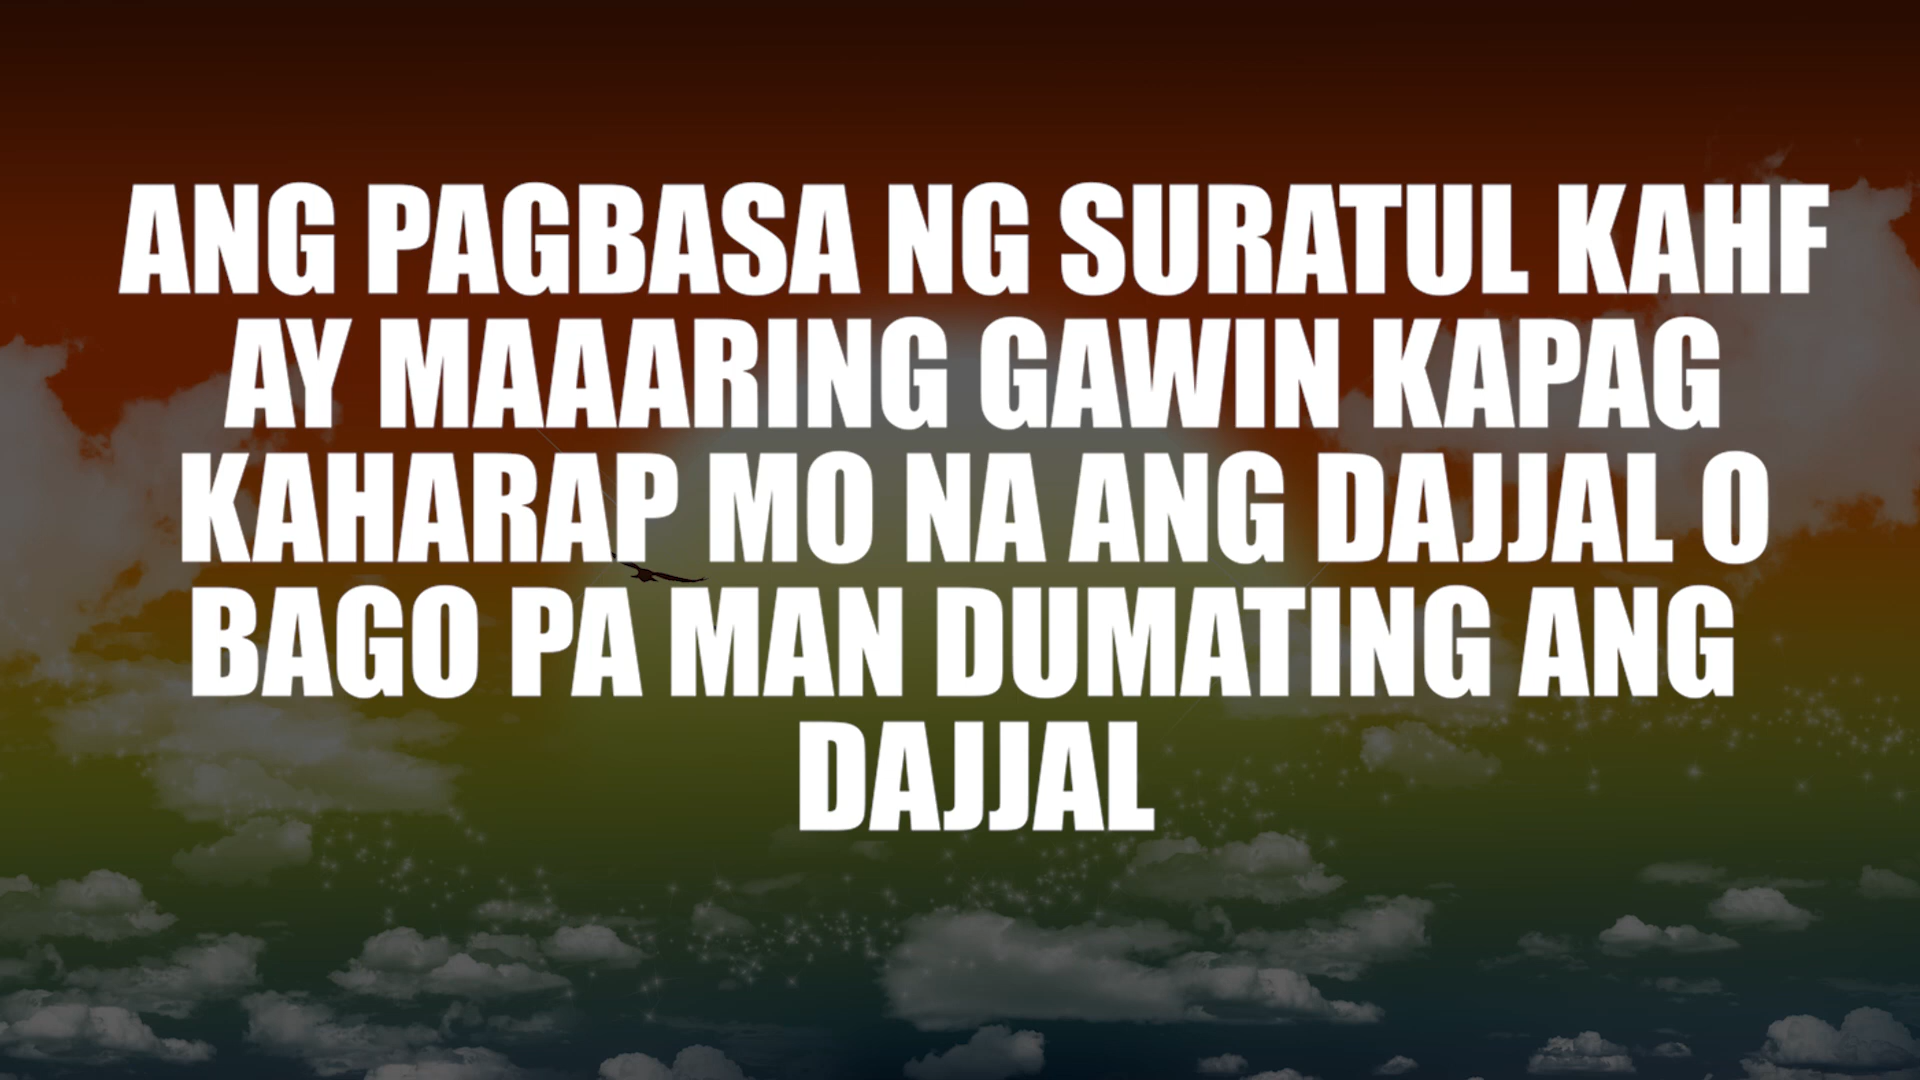 ANG PAGBASA NG SURATUL KAHF
AY MAAARING GAWIN KAPAG
KAHARAP MO NA ANG DAJJAL O
BAGO PA MAN DUMATING ANG
DAJJAL